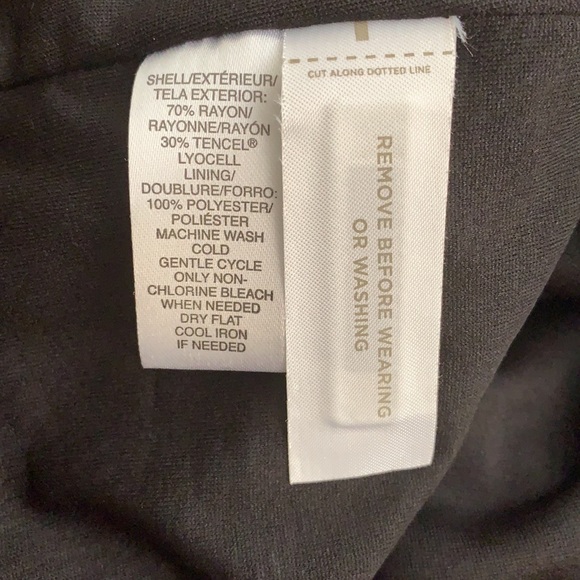 SHELL/EXTÉRIEUR/
TELA EXTERIOR:
70% RAYON/
RAYONNE/RAYÓN
30% TENCEL®
LYOCELL
LINING/
DOUBLURE/FORRO:
100% POLYESTER/
POLIÉSTER
MACHINE WASH
COLD
GENTLE CYCLE
ONLY NON-
CHLORINE BLEACH
WHEN NEEDED
DRY FLAT
COOL IRON
IF NEEDED
CUT ALONG DOTTED LINE
REMOVE BEFORE WEARING
OR WASHING